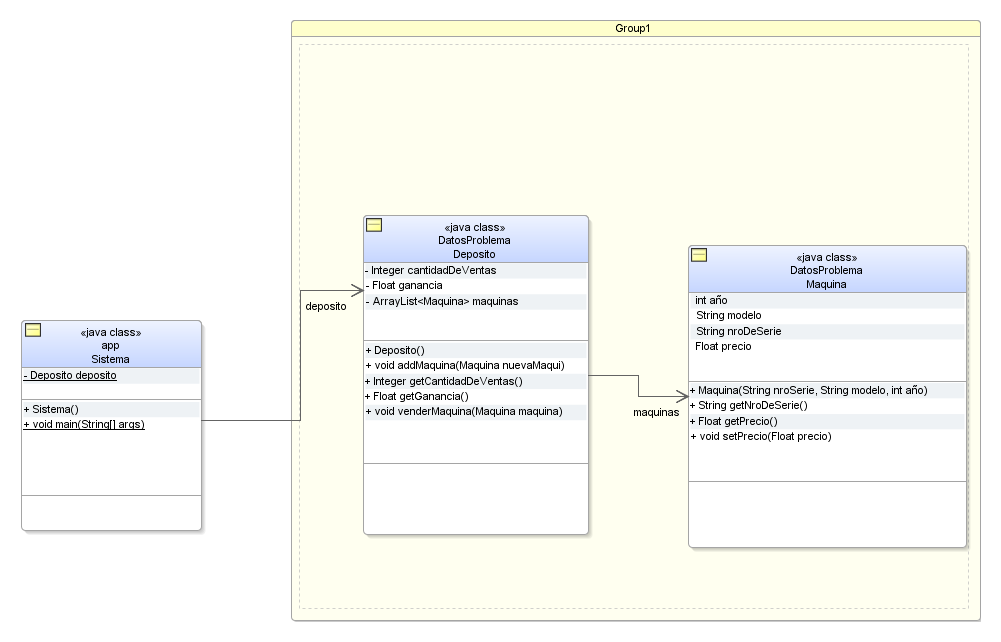 Group1
«java class»
app
Sistema
- Deposito deposito
+ Sistema()
+ void main(String[] args)
deposito
«java class»
DatosProblema
Deposito
- Integer cantidadDeVentas
- Float ganancia
- ArrayList<Maquina> maquinas
+ Deposito()
+ void addMaquina(Maquina nuevaMaqui)
+ Integer getCantidadDeVentas()
+ Float getGanancia()
+ void venderMaquina(Maquina maquina)
maquinas
«java class»
DatosProblema
Maquina
int año
String modelo
String nroDeSerie
Float precio
+ Maquina(String nroSerie, String modelo, int año)
+ String getNroDeSerie()
+ Float getPrecio()
+ void setPrecio(Float precio)